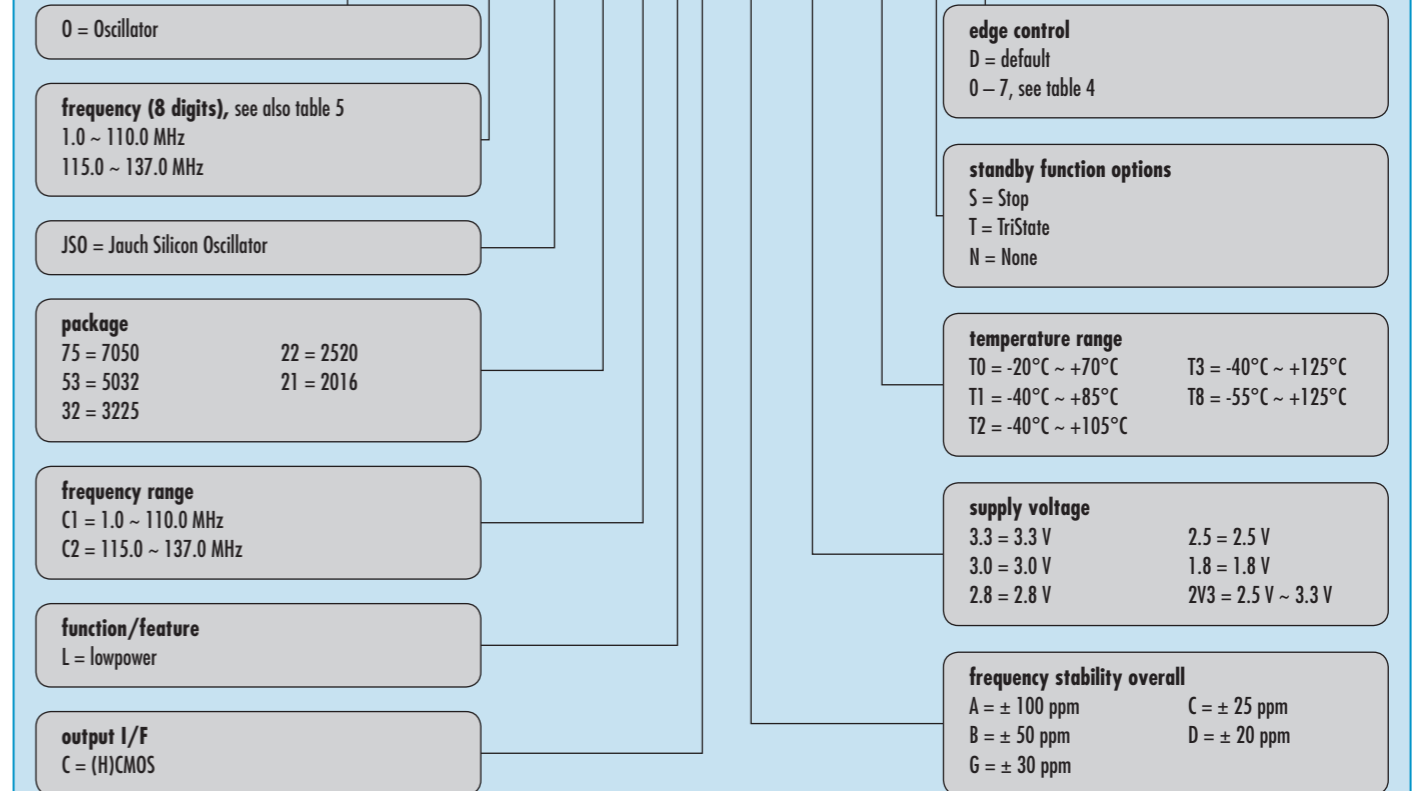 O = Oscillator
frequency (8 digits), see also table 5
1.0 ~ 110.0 MHz
115.0 ~ 137.0 MHz
JSO = Jauch Silicon Oscillator
package
75 = 7050 22 = 2520
53 = 5032 21 = 2016
32 = 3225
frequency range
C1 = 1.0 ~ 110.0 MHz
C2 = 115.0 ~ 137.0 MHz
function/feature
L = lowpower
output I/F
C = (H)CMOS
edge control
D = default
0 – 7, see table 4
standby function options
S = Stop
T = TriState
N = None
temperature range
T0 = -20°C ~ +70°C T3 = -40°C ~ +125°C
T1 = -40°C ~ +85°C T8 = -55°C ~ +125°C
T2 = -40°C ~ +105°C
supply voltage
3.3 = 3.3 V 2.5 = 2.5 V
3.0 = 3.0 V 1.8 = 1.8 V
2.8 = 2.8 V 2V3 = 2.5 V ~ 3.3 V
frequency stability overall
A = ± 100 ppm C = ± 25 ppm
B = ± 50 ppm D = ± 20 ppm
G = ± 30 ppm